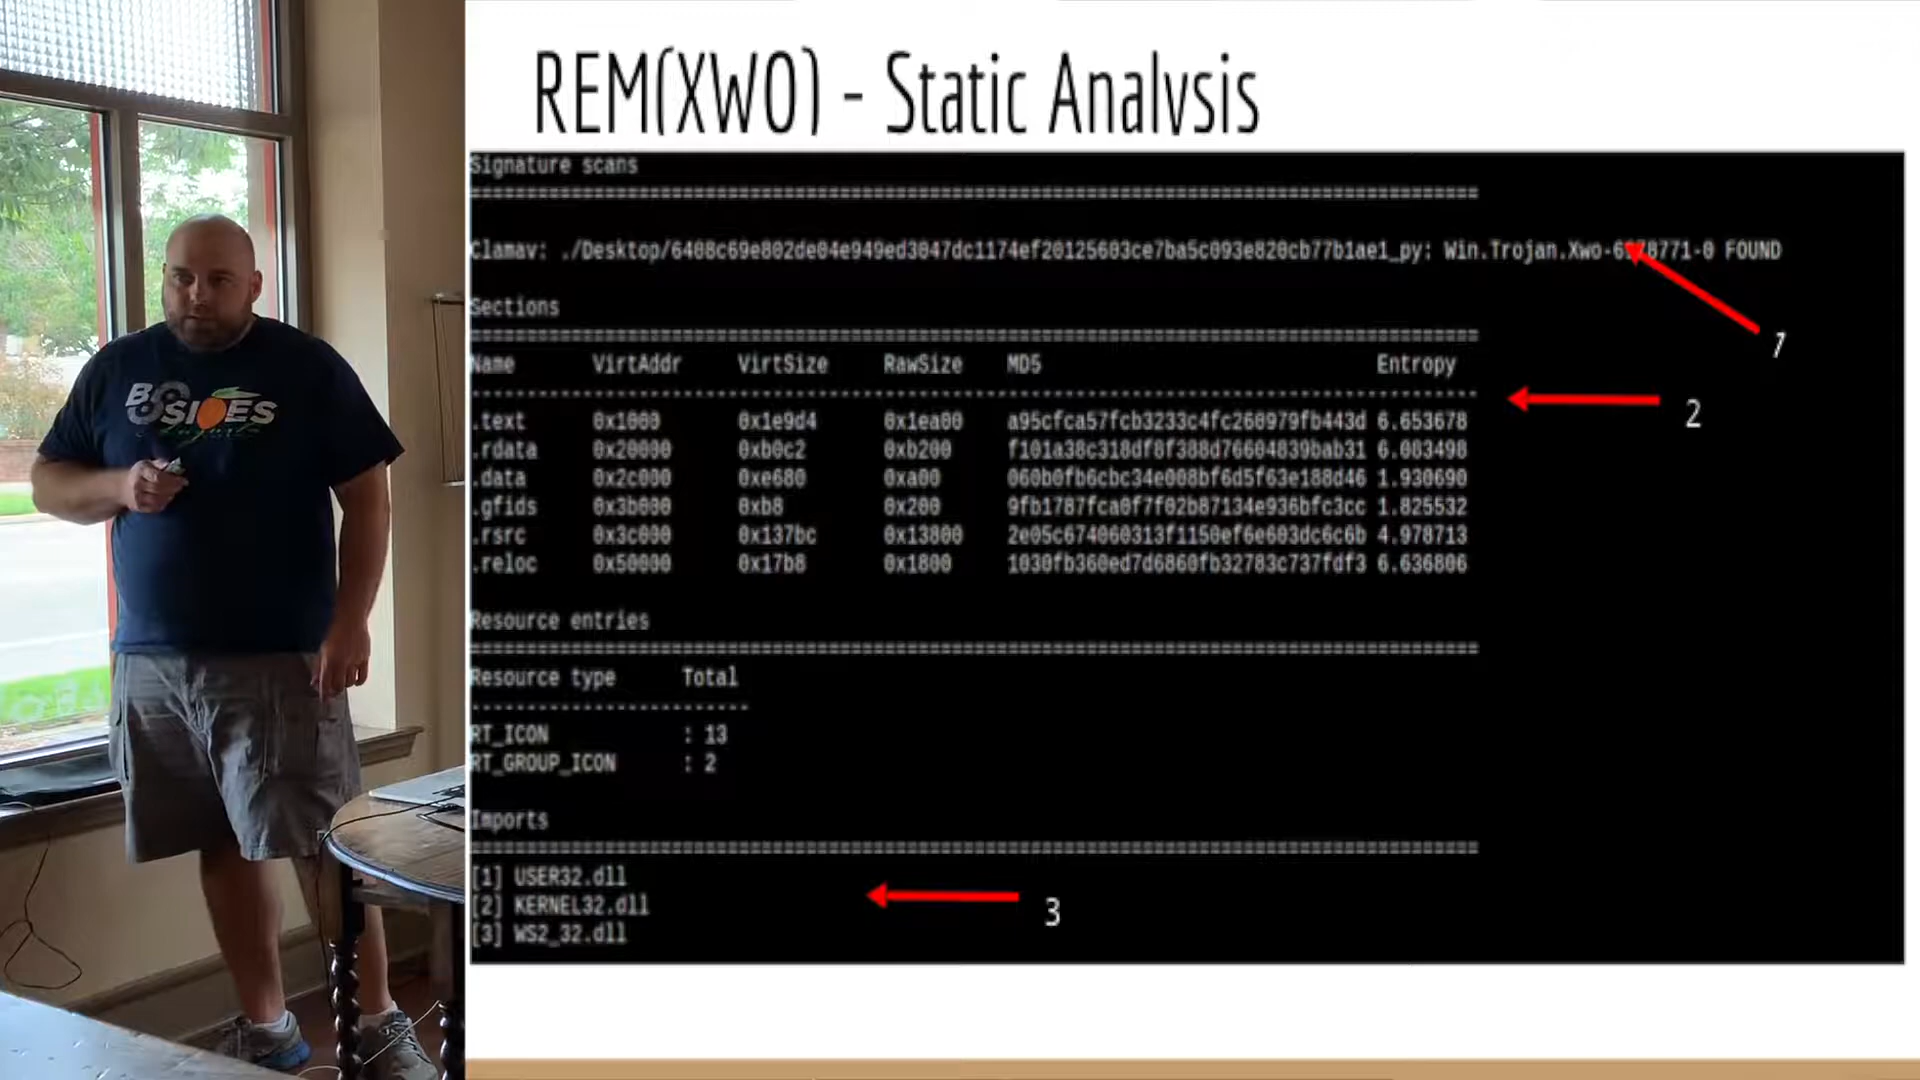 REM(XWO) - Static Analysis
Signature scans
Clamav: ./Desktop/6408c69e802de04e949ed3047dc1174ef20125603ce7ba5c093e820cb77b1ae1_py: Win.Trojan.Xwo- FOUND
1
Sections
Name VirtAddr VirtSize RawSize MD5 Entropy
2
.text 0x1000 0x1e9d4 0x1ea00 a95cfca57fcb3233c4fc260979fb443d 6.653678
.rdata 0x20000 0xb0c2 0xb200 f101a38c318df8f388d76604839bab31 6.083498
.data 0x2c000 0xe680 0xa00 060b0fb6cbc34e008bf6d5f63e188d46 1.930690
.gfids 0x3b000 0xb8 0x200 9fb1787fca0f7f02b87134e936bfc3cc 1.825532
.rsrc 0x3c000 0x137bc 0x13800 2e05c674060313f1150ef6e603dc6c6b 4.978713
.reloc 0x50000 0x17b8 0x1800 1030fb360ed7d6860fb32783c737fdf3 6.636806
Resource entries
Resource type Total
RT_ICON : 13
RT_GROUP_ICON : 2
Imports
[1] USER32.dll
[2] KERNEL32.dll
[3] WS2_32.dll
3
BSIDES